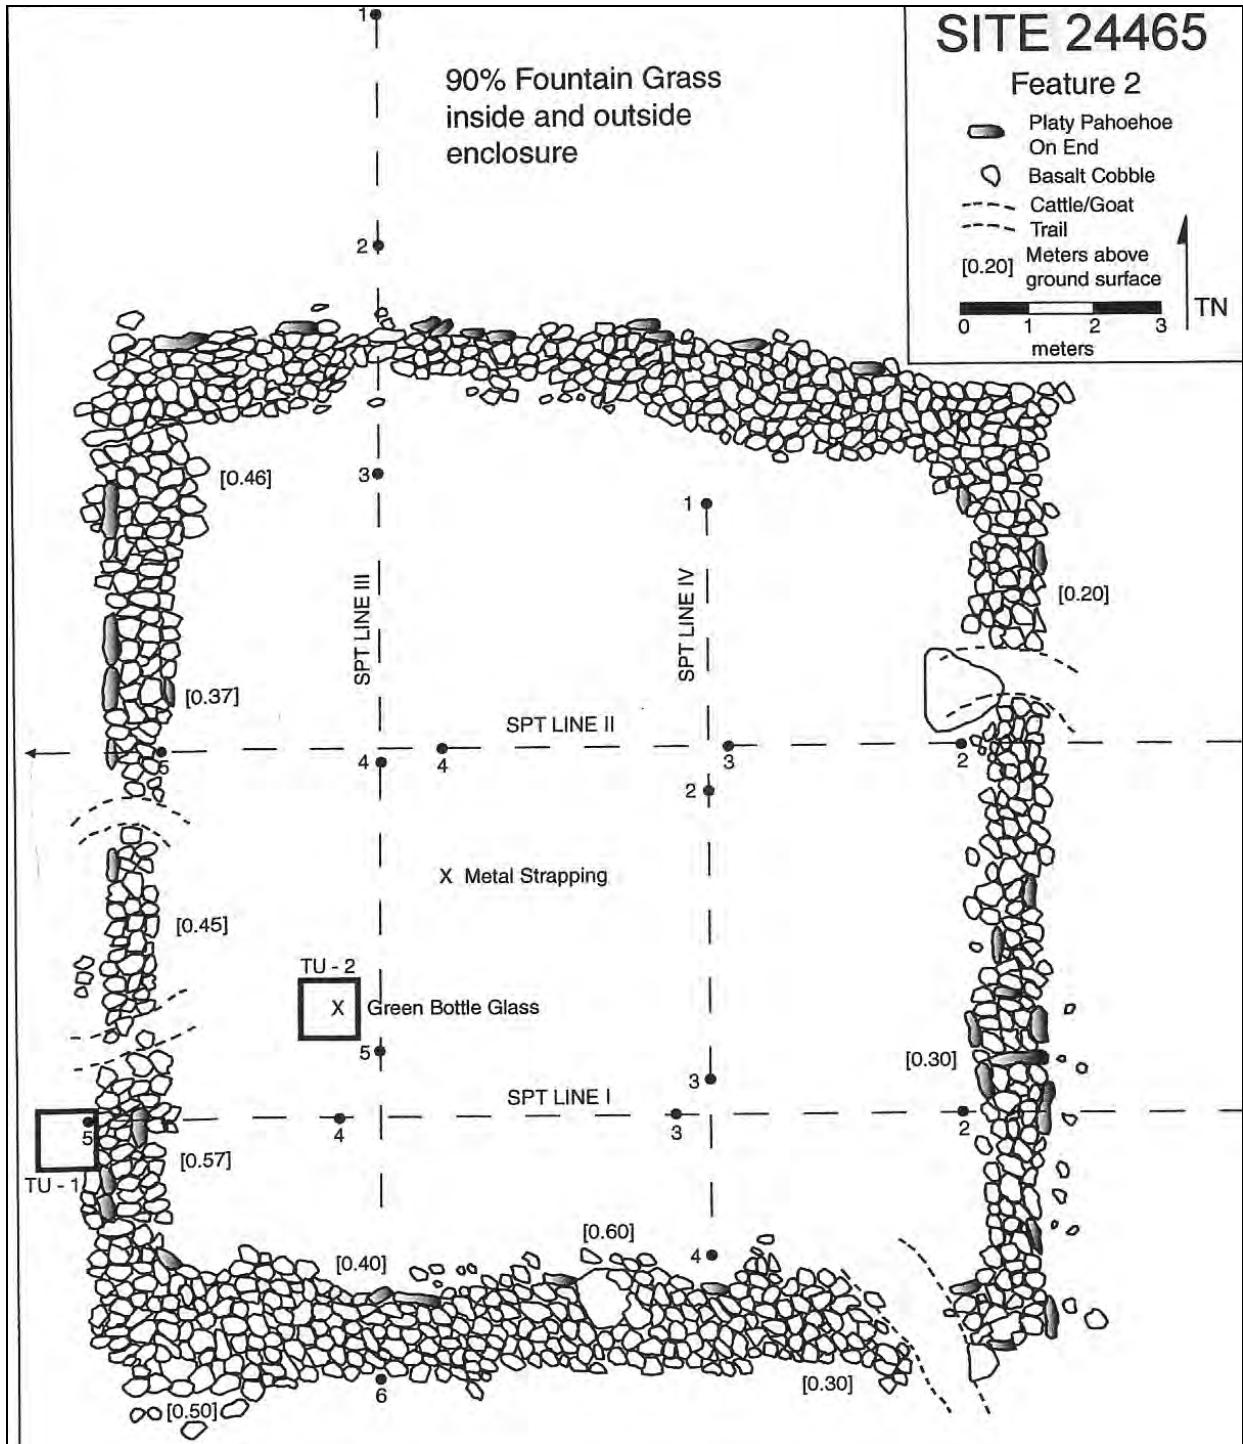 1
90% Fountain Grass
inside and outside
enclosure
SITE 24465
Feature 2
Platy Pahoehoe
On End
Basalt Cobble
Cattle/Goat
Trail
[0.20]
Meters above
ground surface
TN
0 1 2 3
meters
2
[0.46]
3
1
SPT LINE III
SPT LINE IV
[0.20]
[0.37]
SPT LINE II
4
4
3
2
2
X Metal Strapping
[0.45]
TU - 2
X Green Bottle Glass
5
[0.30]
3
SPT LINE I
5
4
3
2
[0.57]
TU - 1
[0.60]
[0.40]
4
[0.30]
6
[0.50]